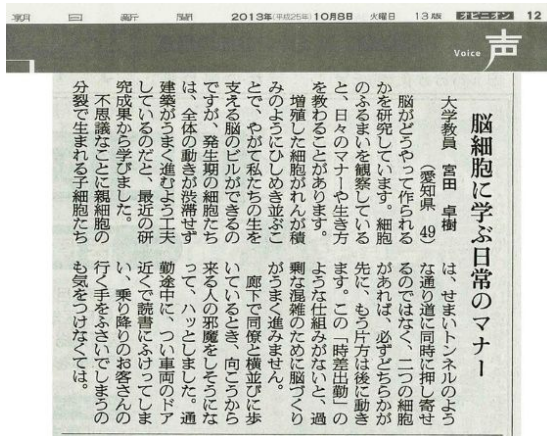 朝日新聞 2013年(平成25年)10月8日 火曜日 13版 オピニオン 12
Voice 声
脳細胞に学ぶ日常のマナー
大学教員 宮田 卓樹
(愛知県 49)
脳がどうやって作られる
かを研究しています。細胞
のふるまいを観察している
と、日々のマナーや生き方
を教わることがあります。
増殖した細胞がれんが積
みのようにひしめき並ぶこ
とで、やがて私たちの生を
支える脳のビルができるの
ですが、発生期の細胞たち
は、全体の動きが渋滞せず
建築がうまく進むよう工夫
しているのだと、最近の研
究成果から学びました。
不思議なことに親細胞の
分裂で生まれる子細胞たち
は、せまいトンネルのよう
な通り道に同時に押し寄せ
るのではなく、二つの細胞
があれば、必ずどちらかが
先に、もう片方は後に動き
ます。この「時差出勤」の
ような仕組みがないと、過
剰な混雑のために脳づくり
がうまく進みません。
廊下で同僚と横並びに歩
いているとき、向こうから
来る人の邪魔をしそうにな
って、ハッとしました。通
勤途中に、つい車両のドア
近くで読書にふけってしま
い、乗り降りのお客さんの
行く手をふさいでしまうの
も気をつけなくては。